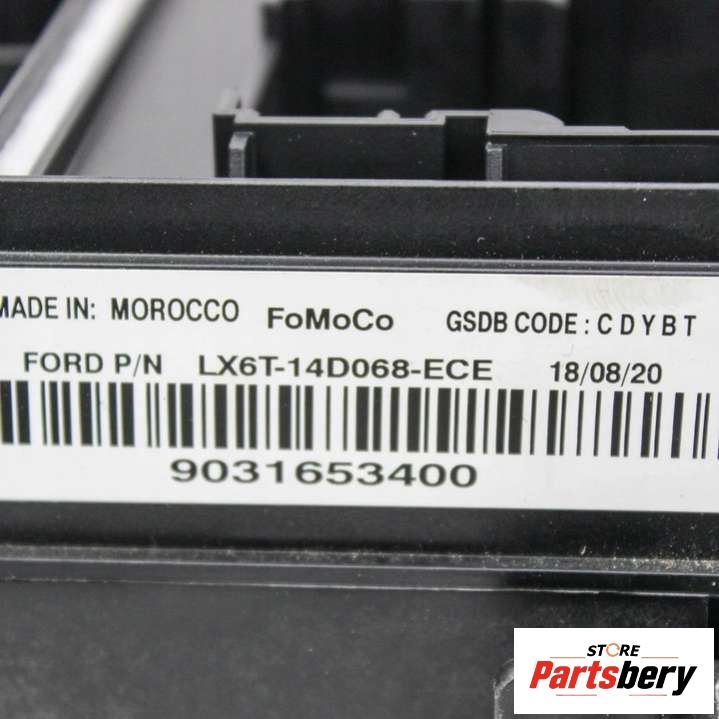 MADE IN: MOROCCO FoMoCo GSDB CODE : C D Y B T
FORD P/N LX6T-14D068-ECE 18/08/20
9031653400
STORE
Partsbery